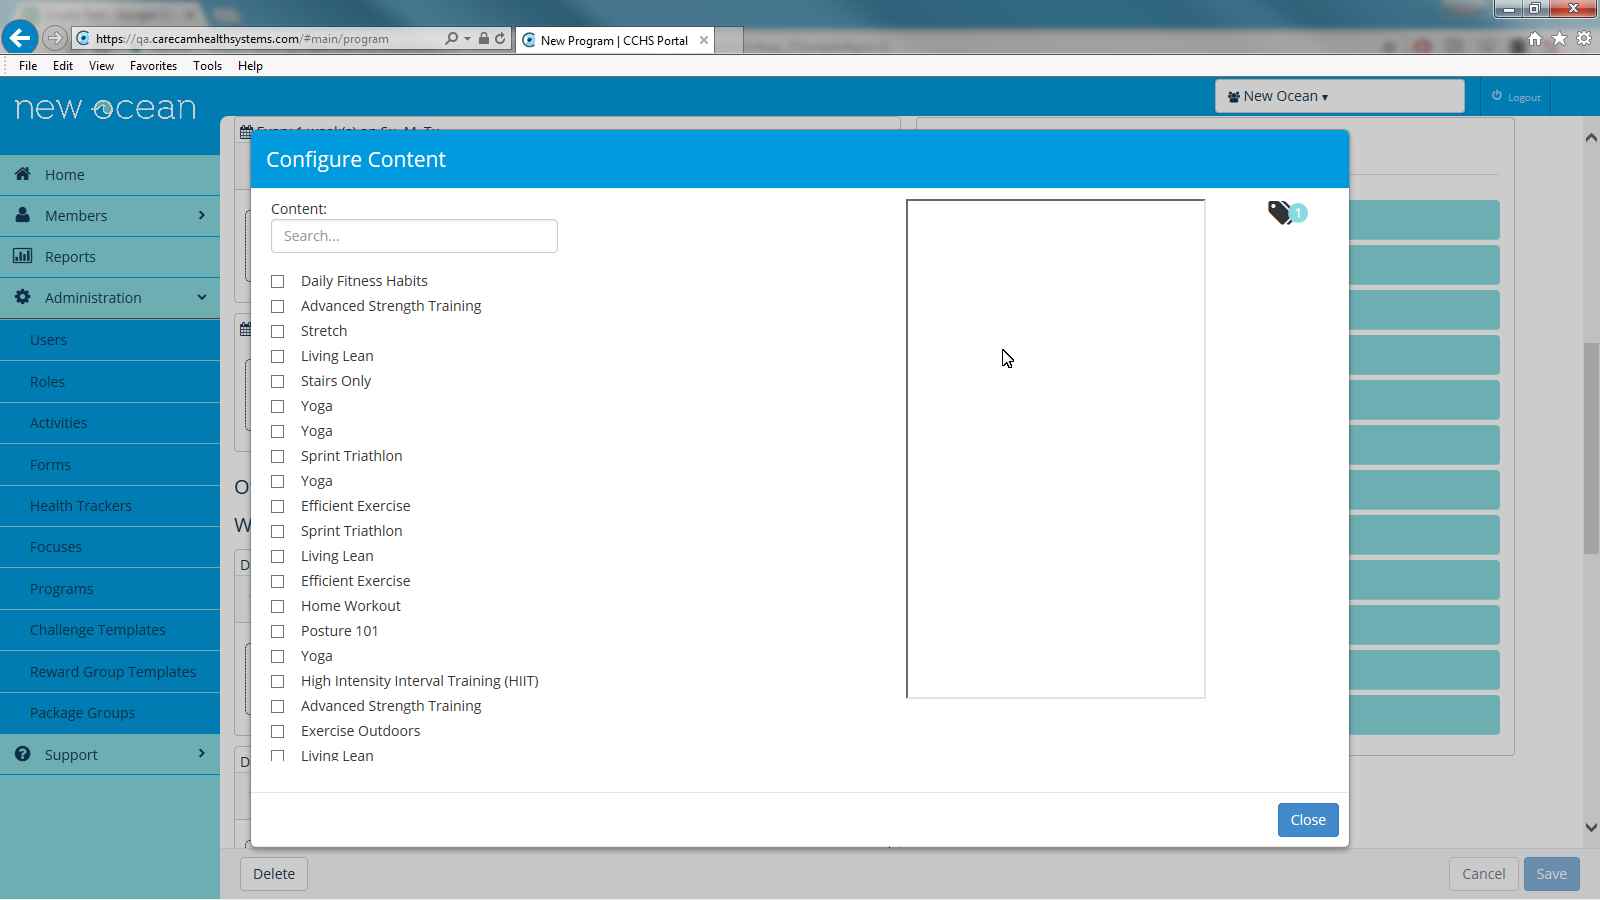 https://qa.carecamhealthsystems.com/#main/program
New Program | CCHS Portal
File Edit View Favorites Tools Help
new ocean
New Ocean
Logout
Home
Members
Reports
Administration
Users
Roles
Activities
Forms
Health Trackers
Focuses
Programs
Challenge Templates
Reward Group Templates
Package Groups
Support
Configure Content
1
Content:
Search...
Daily Fitness Habits
Advanced Strength Training
Stretch
Living Lean
Stairs Only
Yoga
Yoga
Sprint Triathlon
Yoga
Efficient Exercise
Sprint Triathlon
Living Lean
Efficient Exercise
Home Workout
Posture 101
Yoga
High Intensity Interval Training (HIIT)
Advanced Strength Training
Exercise Outdoors
Living Lean
Close
Delete
Cancel
Save